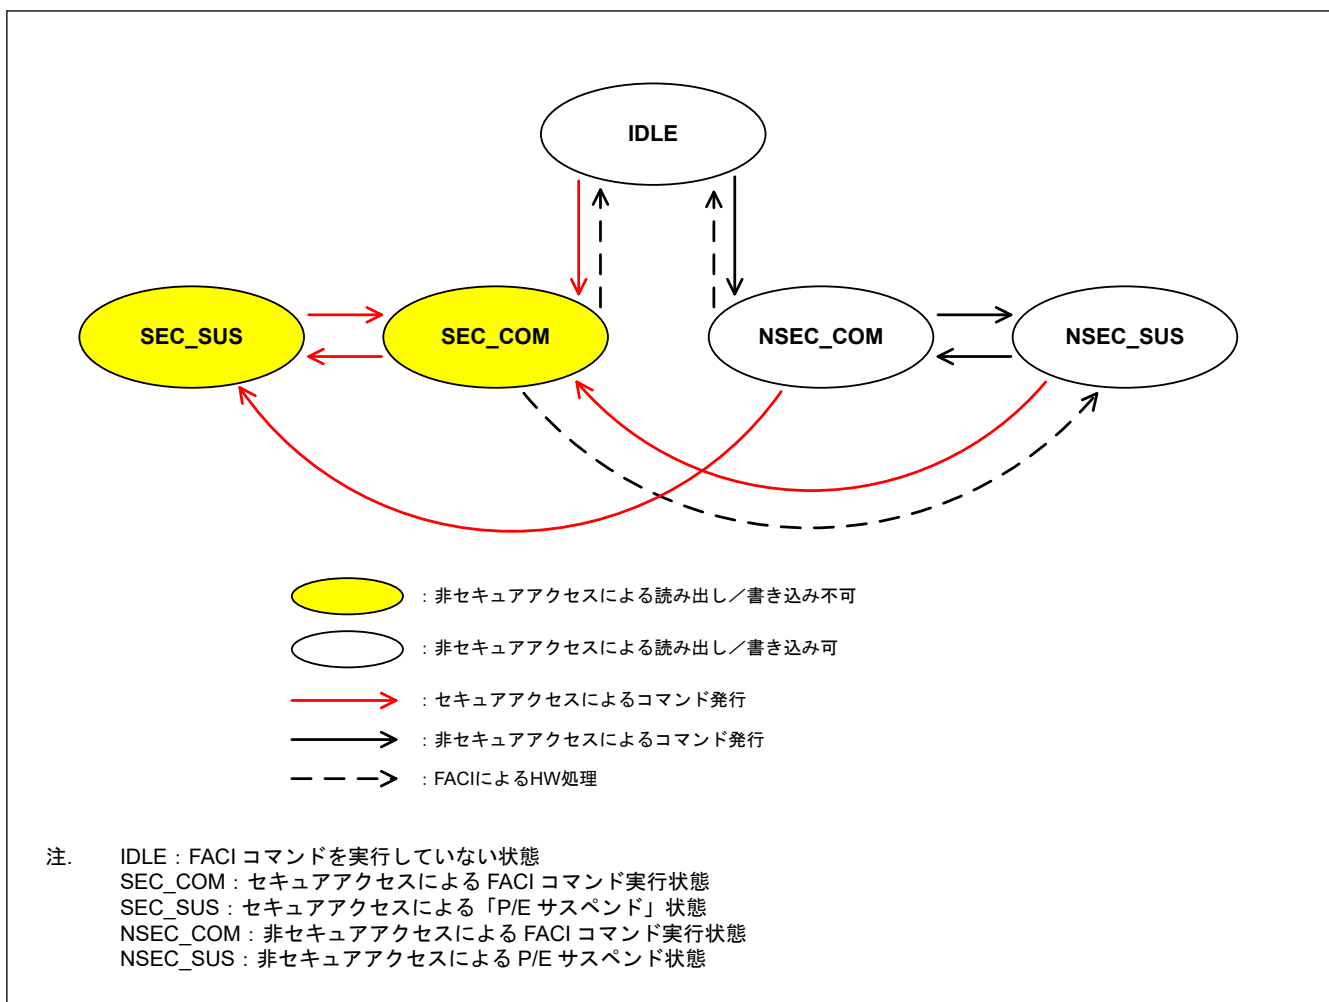 IDLE
SEC_SUS
SEC_COM
NSEC_COM
NSEC_SUS
：非セキュアアクセスによる読み出し／書き込み不可
：非セキュアアクセスによる読み出し／書き込み可
：セキュアアクセスによるコマンド発行
：非セキュアアクセスによるコマンド発行
：FACIによるHW処理
注. IDLE：FACI コマンドを実行していない状態
SEC_COM：セキュアアクセスによる FACI コマンド実行状態
SEC_SUS：セキュアアクセスによる「P/E サスペンド」状態
NSEC_COM：非セキュアアクセスによる FACI コマンド実行状態
NSEC_SUS：非セキュアアクセスによる P/E サスペンド状態